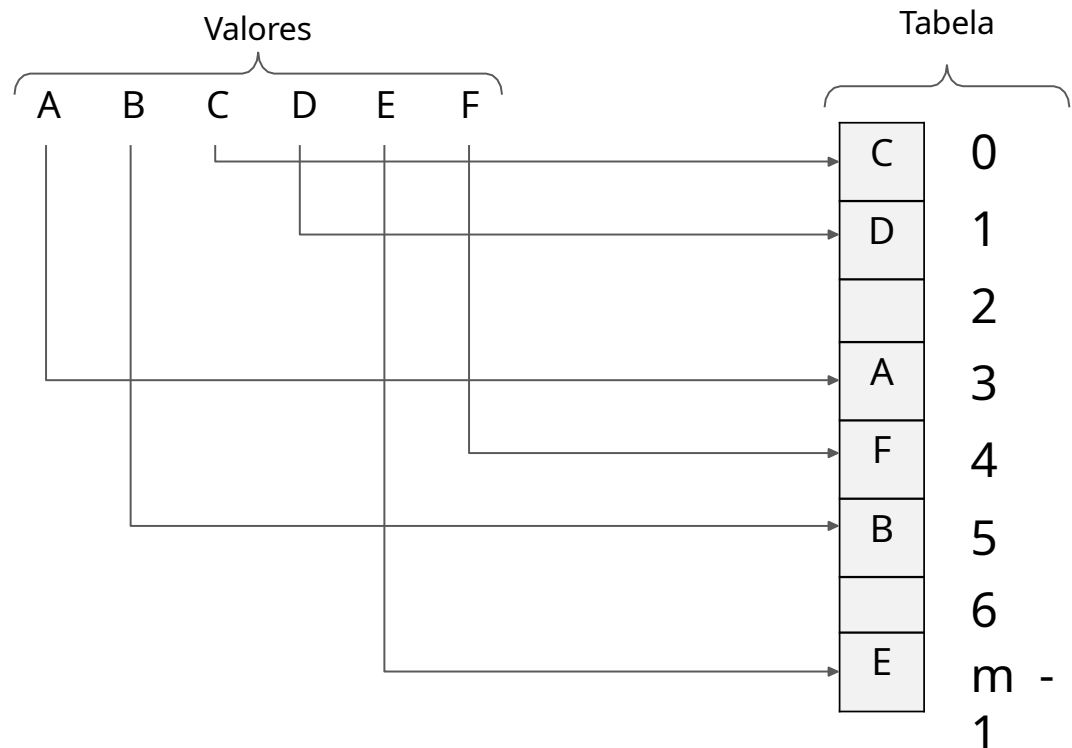 Valores
A B C D E F
Tabela
C 0
D 1
2
A 3
F 4
B 5
6
E m -
1